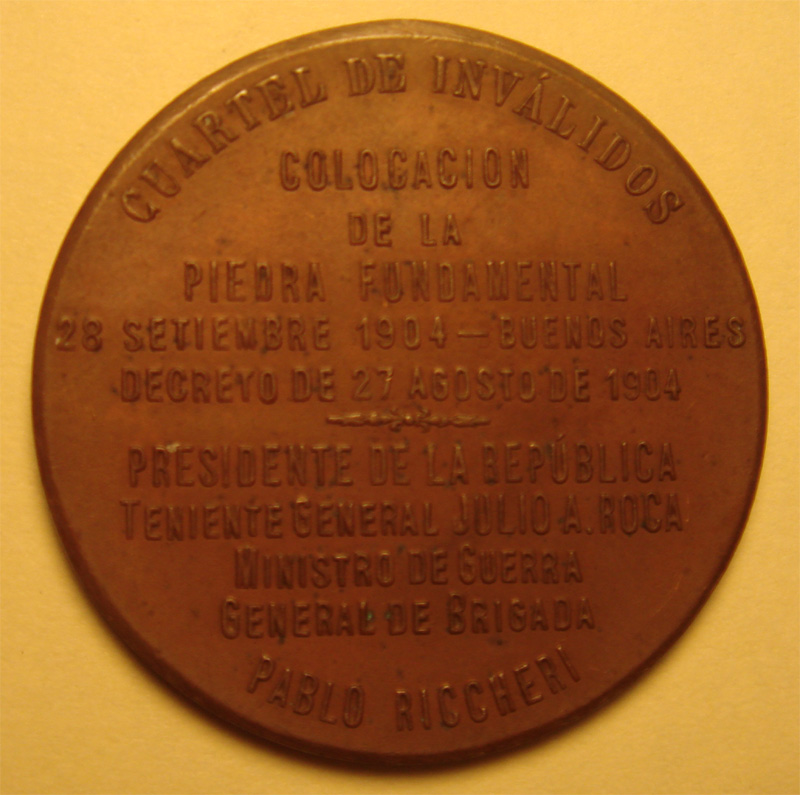 CUARTEL DE INVÁLIDOS
COLOCACION
DE LA
PIEDRA FUNDAMENTAL
28 SETIEMBRE 1904 — BUENOS AIRES
DECRETO DE 27 AGOSTO DE 1904
PRESIDENTE DE LA REPÚBLICA
TENIENTE GENERAL JULIO A. ROCA
MINISTRO DE GUERRA
GENERAL DE BRIGADA
PABLO RICCHERI